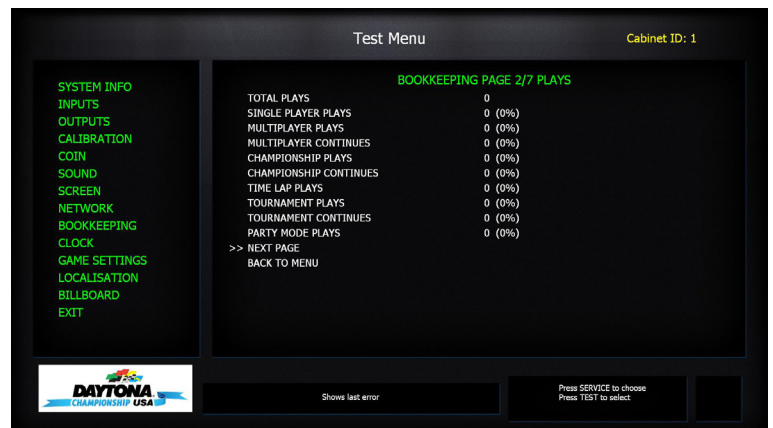 Test Menu
Cabinet ID: 1
SYSTEM INFO
INPUTS
OUTPUTS
CALIBRATION
COIN
SOUND
SCREEN
NETWORK
BOOKKEEPING
CLOCK
GAME SETTINGS
LOCALISATION
BILLBOARD
EXIT
BOOKKEEPING PAGE 2/7 PLAYS
TOTAL PLAYS 0
SINGLE PLAYER PLAYS 0 (0%)
MULTIPLAYER PLAYS 0 (0%)
MULTIPLAYER CONTINUES 0 (0%)
CHAMPIONSHIP PLAYS 0 (0%)
CHAMPIONSHIP CONTINUES 0 (0%)
TIME LAP PLAYS 0 (0%)
TOURNAMENT PLAYS 0 (0%)
TOURNAMENT CONTINUES 0 (0%)
PARTY MODE PLAYS 0 (0%)
>> NEXT PAGE
BACK TO MENU
DAYTONA
CHAMPIONSHIP USA
Shows last error
Press SERVICE to choose
Press TEST to select